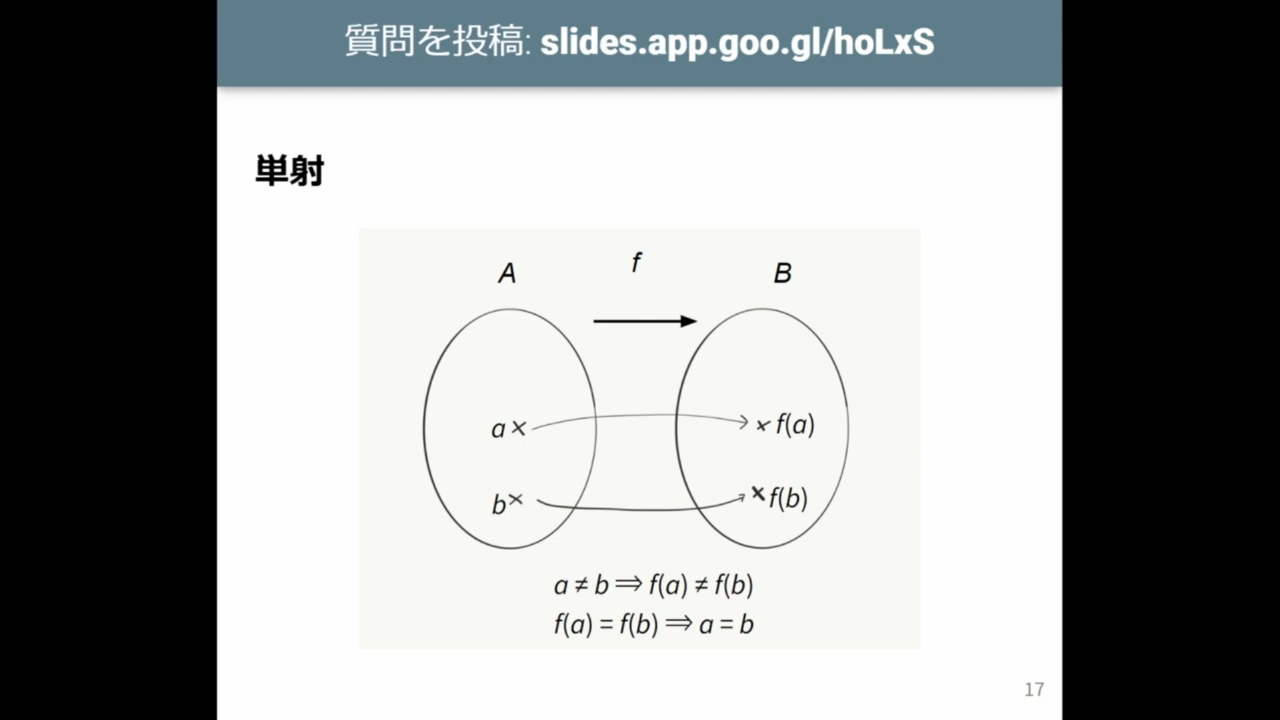 質問を投稿: slides.app.goo.gl/hoLxS
単射
A f B
a × × f(a)
b × × f(b)
a ≠ b ⟹ f(a) ≠ f(b)
f(a) = f(b) ⟹ a = b
17